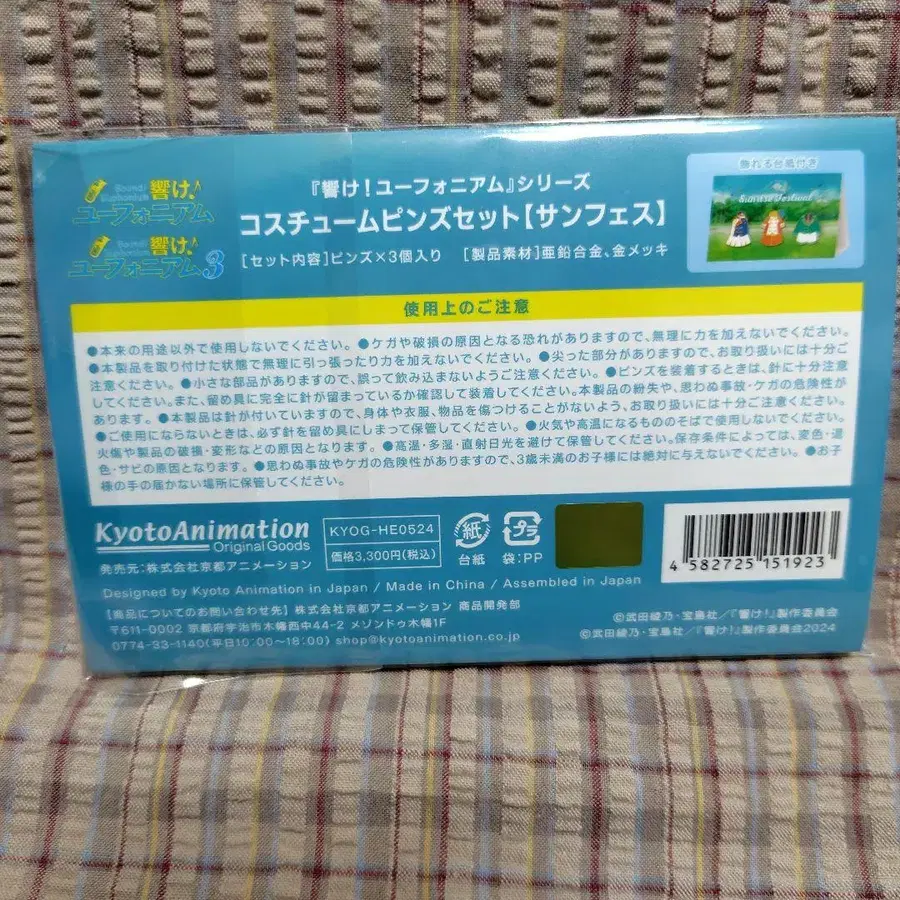 響け!
ユーフォニアム
響け!
ユーフォニアム3
『響け!ユーフォニアム』シリーズ
コスチュームピンズセット【サンフェス】
[セット内容]ピンズ×3個入り [製品素材]亜鉛合金、金メッキ
飾れる台紙付き
Sunrise Festival
使用上のご注意
●本来の用途以外で使用しないでください。●ケガや破損の原因となる恐れがありますので、無理に力を加えないでください。
●本製品を取り付けた状態で無理に引っ張ったり力を加えないでください。●尖った部分がありますので、お取り扱いには十分ご
注意ください。●小さな部品がありますので、誤って飲み込まないようご注意ください。●ピンズを装着するときは、針に十分注意
してください。また、留め具に完全に針が留まっているか確認して装着してください。本製品の紛失や、思わぬ事故・ケガの危険性が
あります。●本製品は針が付いていますので、身体や衣服、物品を傷つけることがないよう、お取り扱いには十分ご注意ください。
●ご使用にならないときは、必ず針を留め具にしまって保管してください。●火気や高温になるもののそばで使用しないでください。
火傷や製品の破損・変形などの原因となります。●高温・多湿・直射日光を避けて保管してください。保存条件によっては、変色・退
色・サビの原因となります。●思わぬ事故やケガの危険性がありますので、3歳未満のお子様には絶対に与えないでください。●お子
様の手の届かない場所に保管してください。
KyotoAnimation
Original Goods
発売元:株式会社京都アニメーション
KYOG-HE0524
価格3,300円(税込)
紙
台紙
プラ
袋:PP
4 582725 151923
Designed by Kyoto Animation in Japan / Made in China / Assembled in Japan
【商品についてのお問い合わせ先】株式会社京都アニメーション 商品開発部
〒611-0002 京都府宇治市木幡西中44-2 メリンドゥ木幡1F
0774-33-1140(平日10:00~18:00) shop@kyotoanimation.co.jp
©武田綾乃・宝島社/『響け!』製作委員会
©武田綾乃・宝島社/『響け!』製作委員会2024